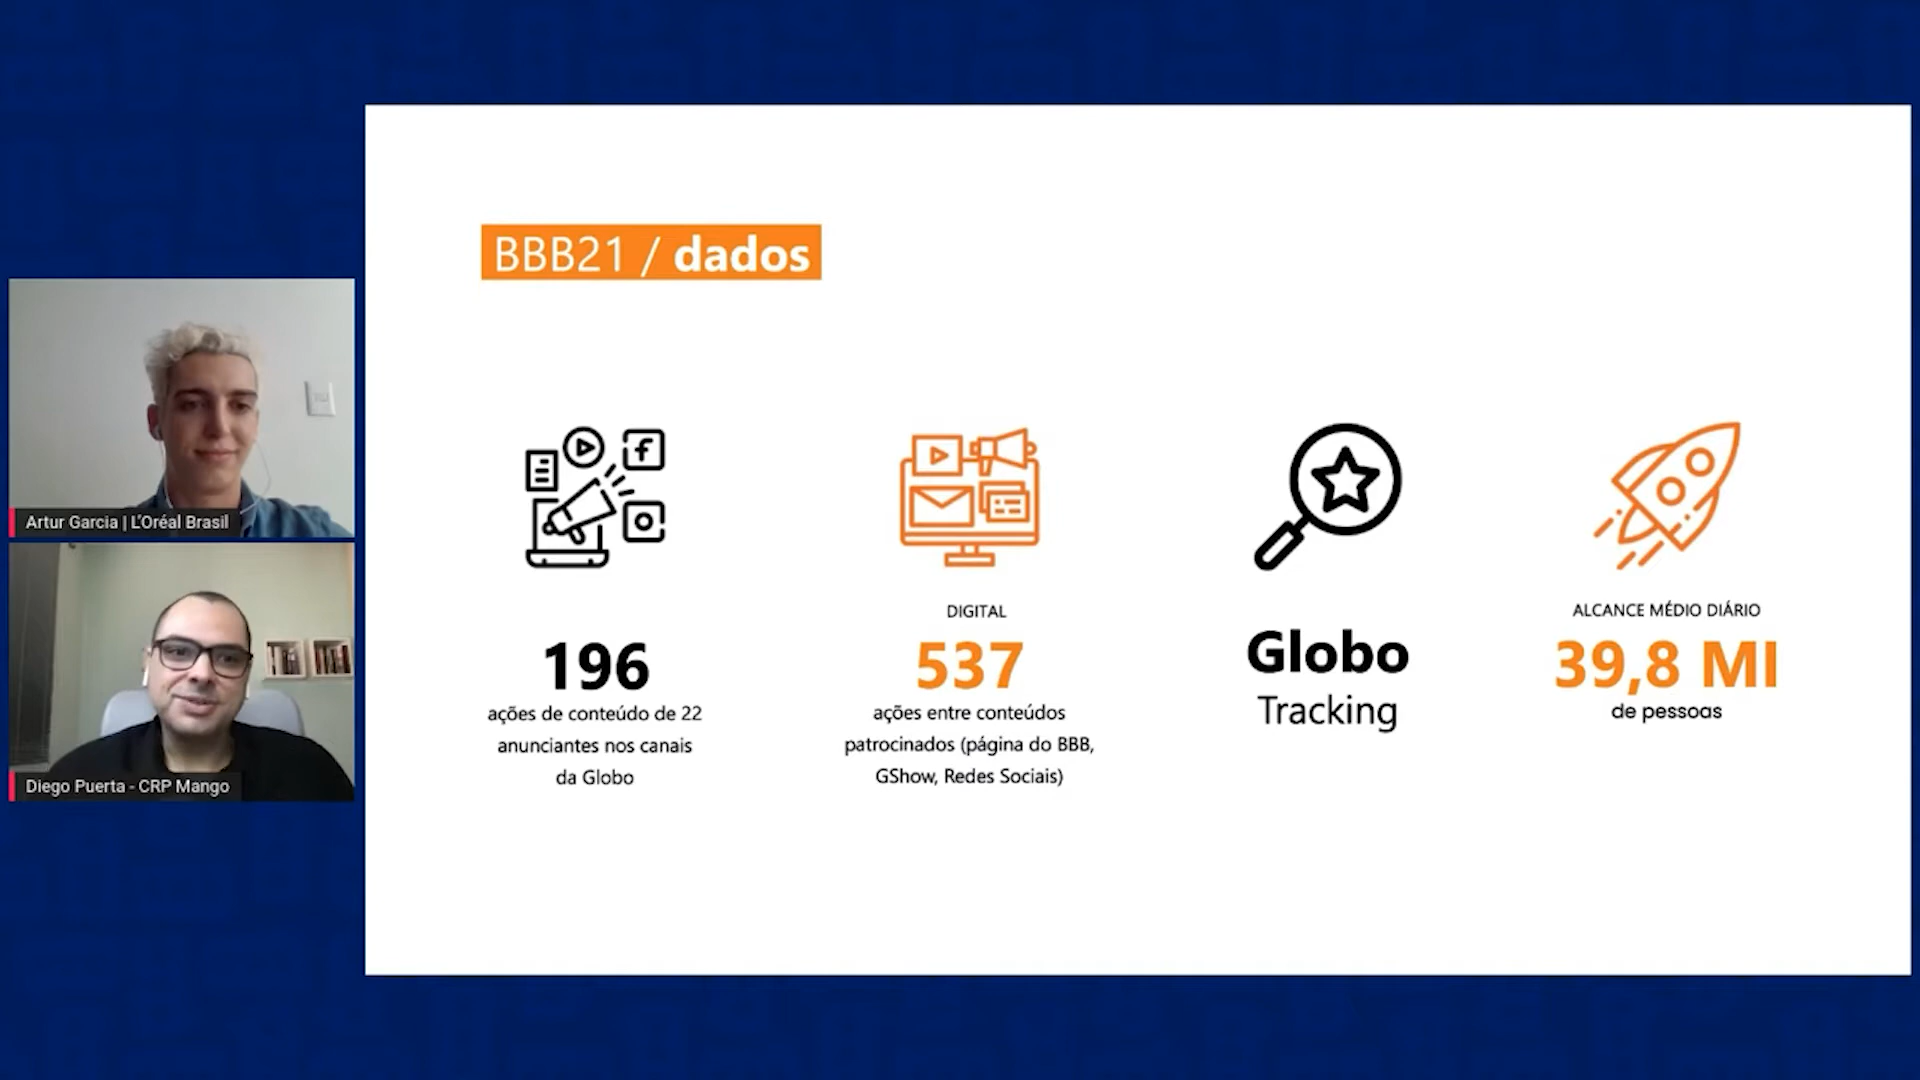 BBB21 / dados
Artur Garcia | L'Oréal Brasil
Diego Puerta - CRP Mango
196
ações de conteúdo de 22
anunciantes nos canais
da Globo
DIGITAL
537
ações entre conteúdos
patrocinados (página do BBB,
GShow, Redes Sociais)
Globo
Tracking
ALCANCE MÉDIO DIÁRIO
39,8 MI
de pessoas